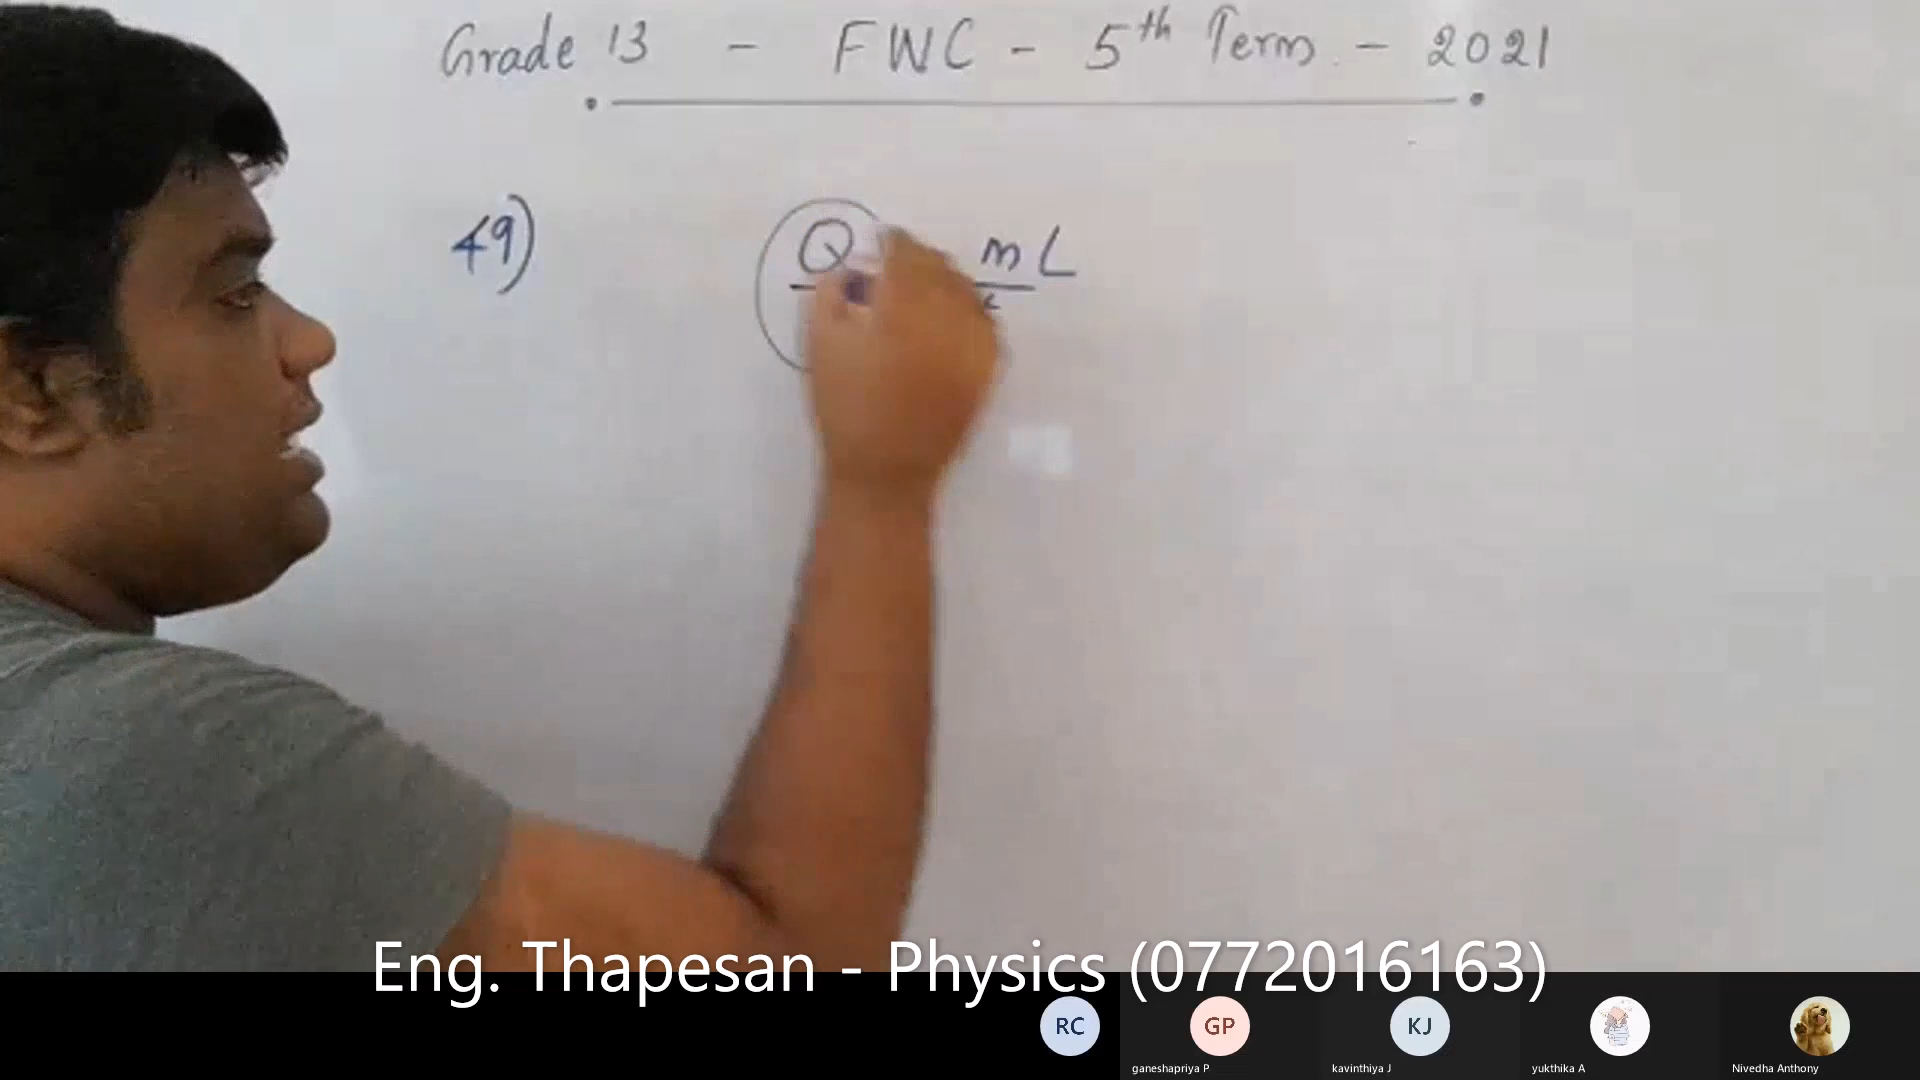 Grade 13 - FWC - 5th Term - 2021
49)
Q mL
t
Eng. Thapesan - Physics (0772016163)
RC GP KJ
ganeshapriya P kavinthiya J yukthika A Nivedha Anthony